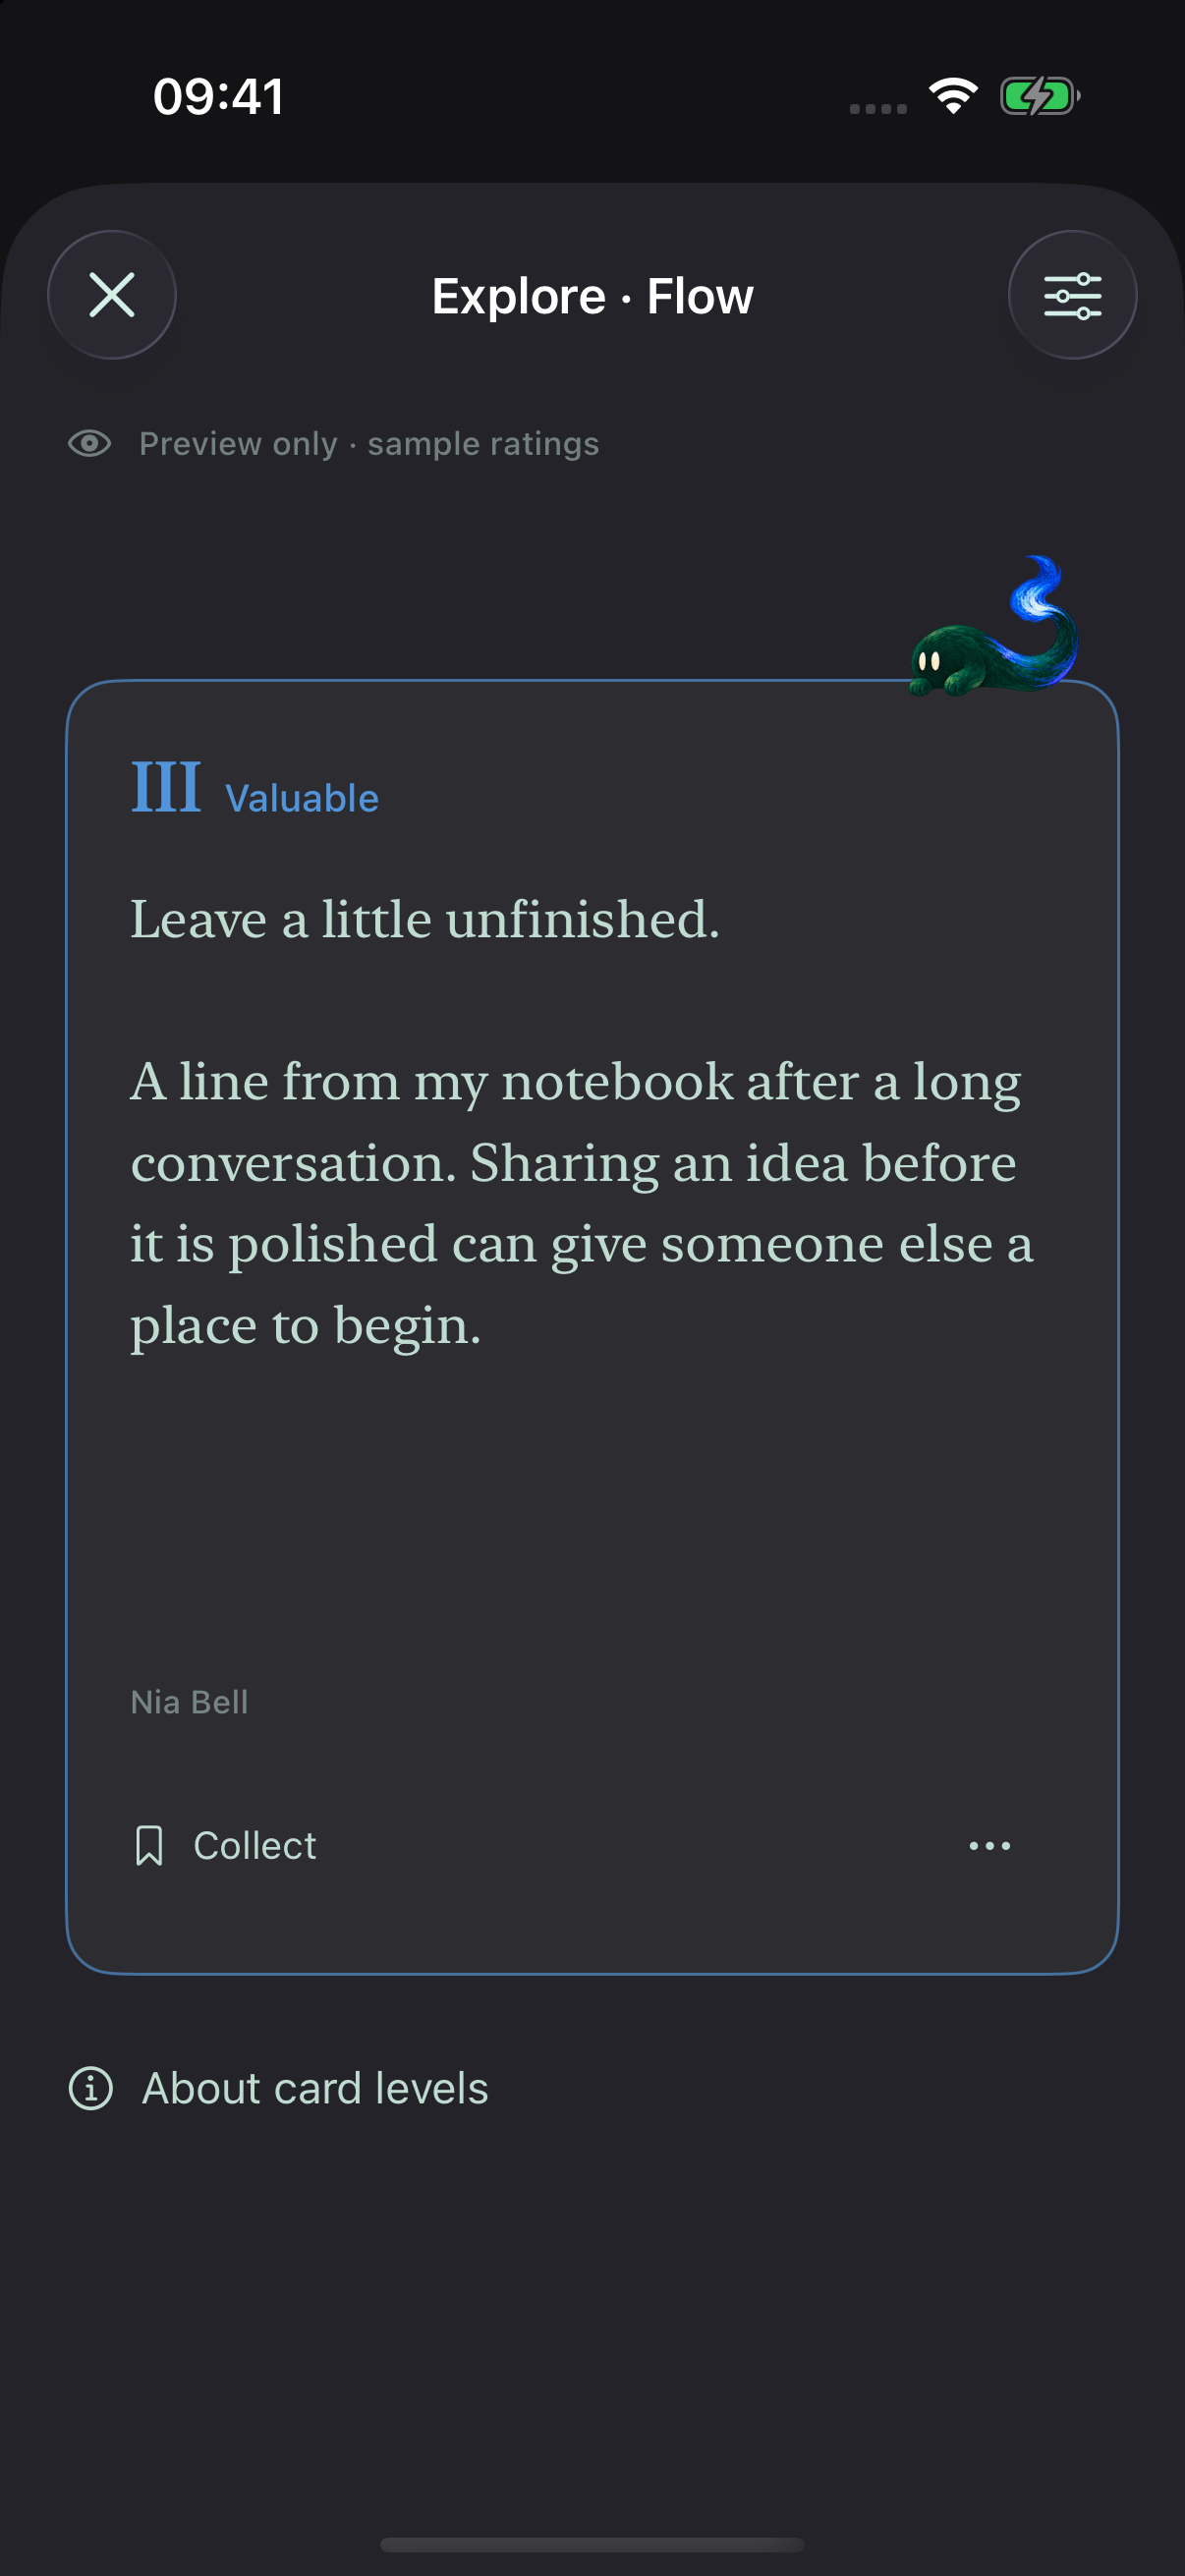 09:41
Explore · Flow
Preview only · sample ratings
III Valuable
Leave a little unfinished.
A line from my notebook after a long
conversation. Sharing an idea before
it is polished can give someone else a
place to begin.
Nia Bell
Collect
About card levels